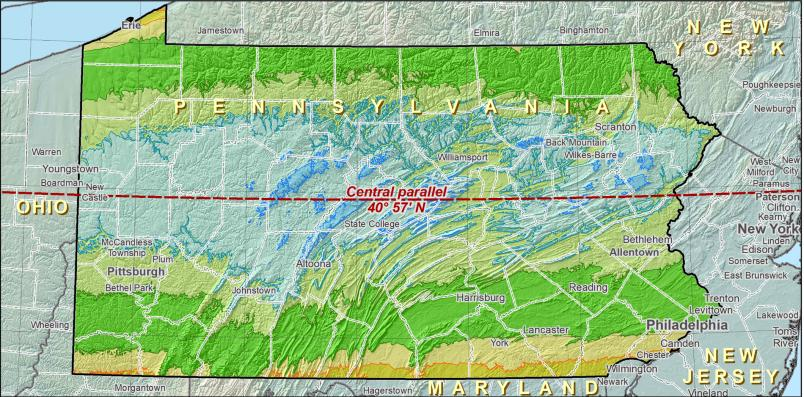 Erie
Jamestown
Elmira
Binghamton
NEW
YORK
Poughkeepsie
Newburgh
PENNSYLVANIA
Scranton
Warren
Youngstown
Boardman
New
Castle
Williamsport
Back Mountain
Wilkes-Barre
West
Milford
New
City
Paramus
Paterson
Clifton
Kearny
New York
Linden
Edison
Somerset
East Brunswick
Central parallel
40° 57' N
OHIO
State College
McCandless
Township
Plum
Pittsburgh
Bethel Park
Altoona
Johnstown
Bethlehem
Allentown
Harrisburg
Reading
Lancaster
York
Trenton
Levittown
Lakewood
Toms
River
Philadelphia
Camden
Chester
Wilmington
Newark
NEW
JERSEY
Vineland
Wheeling
Morgantown
Hagerstown
MARYLAND